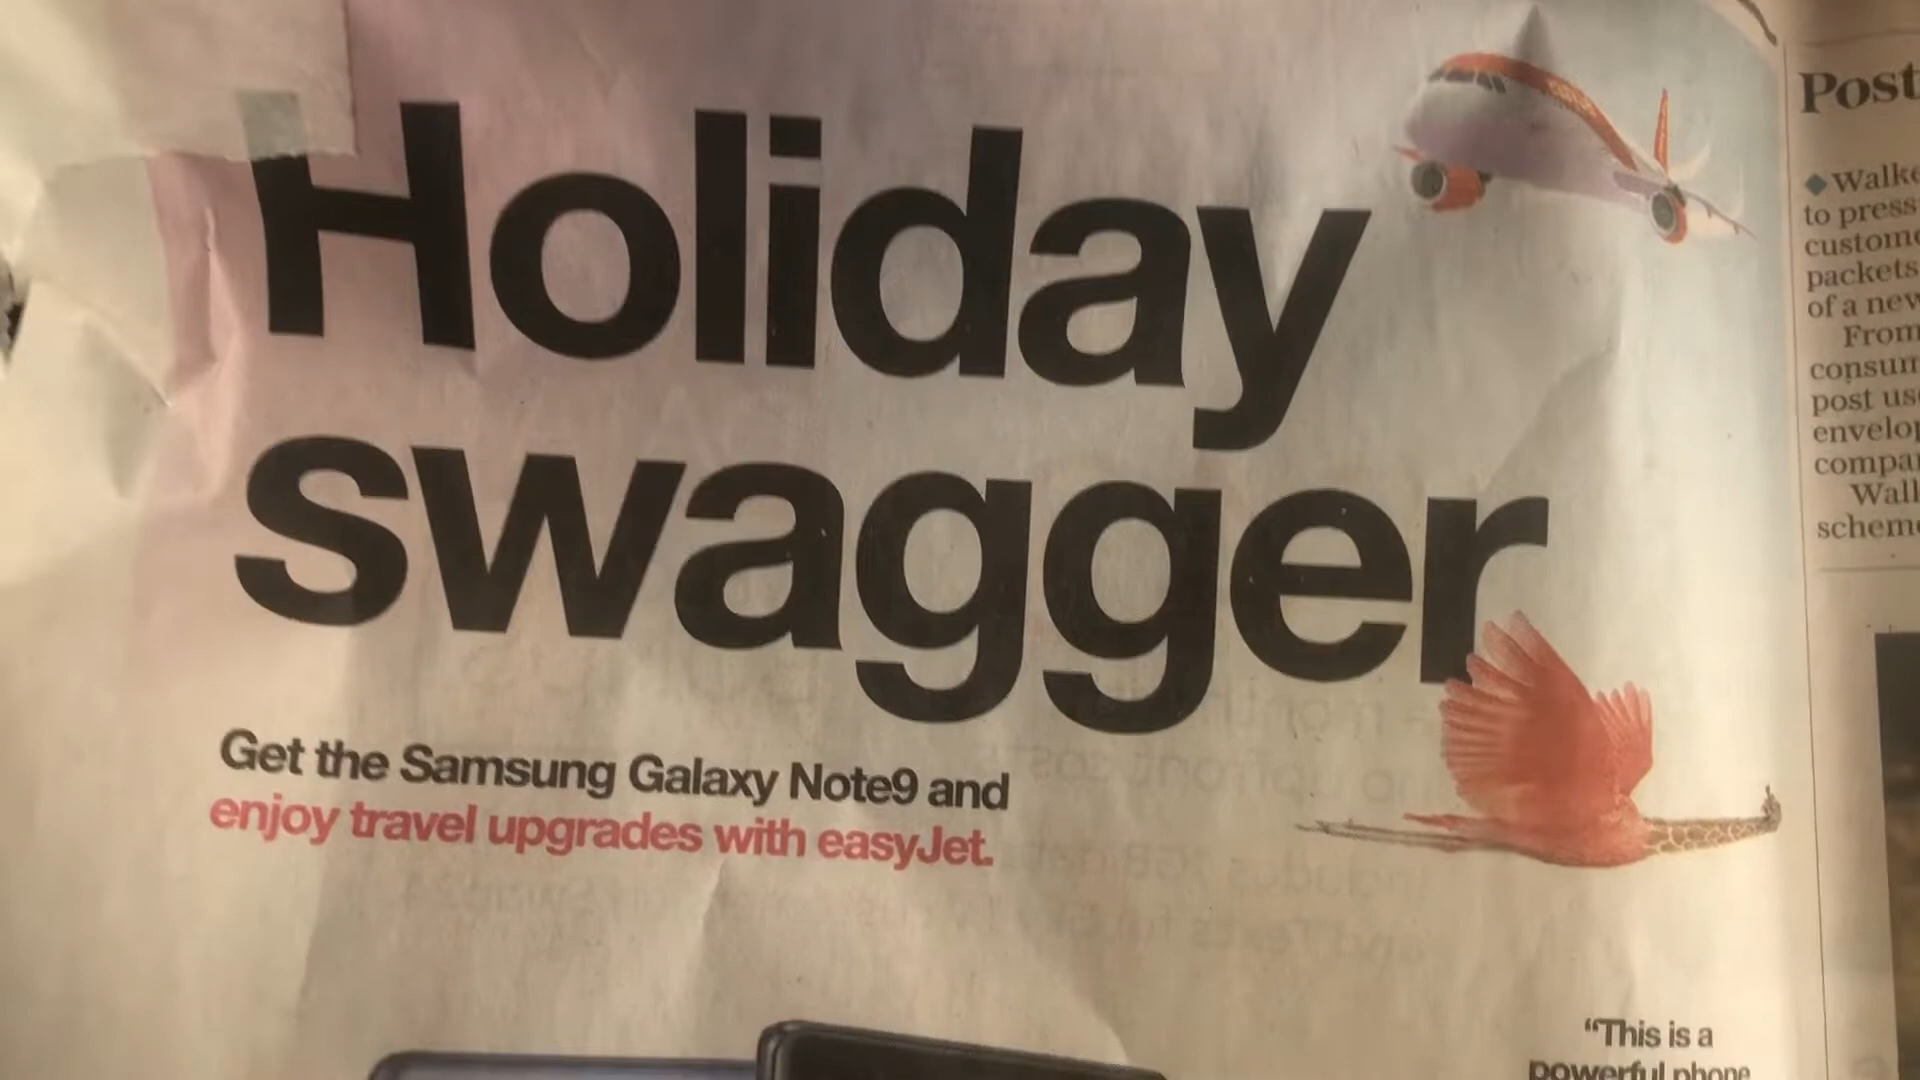 Holiday
swagger
Get the Samsung Galaxy Note9 and
enjoy travel upgrades with easyJet.
“This is a
powerful phone
Post
◆Walke
to press
custome
packets
of a new
From
consum
post us
envelop
compa
Wall
scheme